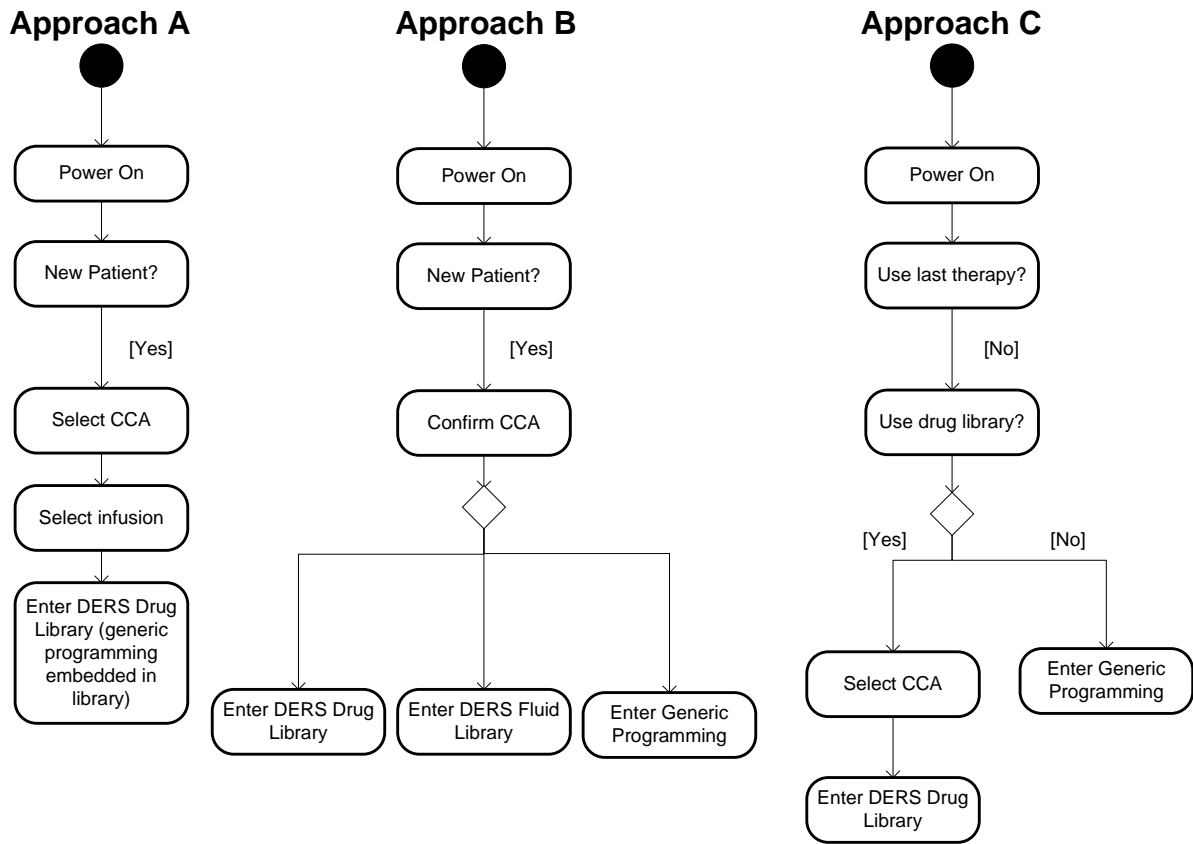 Approach A
Power On
New Patient?
[Yes]
Select CCA
Select infusion
Enter DERS Drug
Library (generic
programming
embedded in
library)
Approach B
Power On
New Patient?
[Yes]
Confirm CCA
Enter DERS Drug
Library
Enter DERS Fluid
Library
Enter Generic
Programming
Approach C
Power On
Use last therapy?
[No]
Use drug library?
[Yes]
[No]
Select CCA
Enter DERS Drug
Library
Enter Generic
Programming